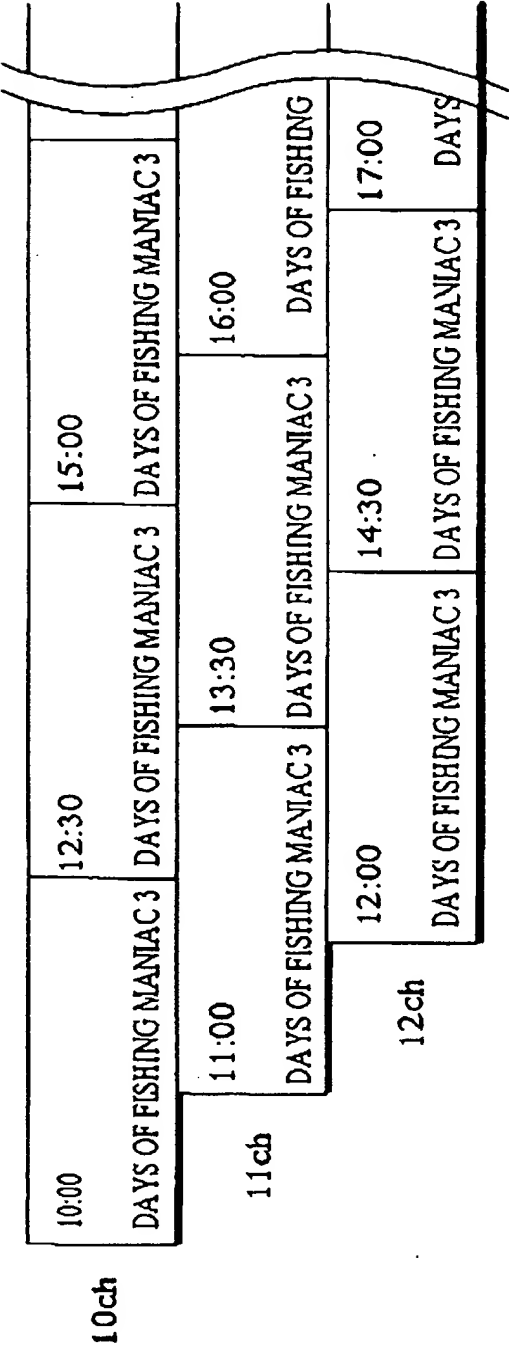 10ch
10:00
DAYS OF FISHING MANIAC 3
12:30
DAYS OF FISHING MANIAC 3
15:00
DAYS OF FISHING MANIAC 3
11ch
11:00
DAYS OF FISHING MANIAC 3
13:30
DAYS OF FISHING MANIAC 3
16:00
DAYS OF FISHING
12ch
12:00
DAYS OF FISHING MANIAC 3
14:30
DAYS OF FISHING MANIAC 3
17:00
DAYS